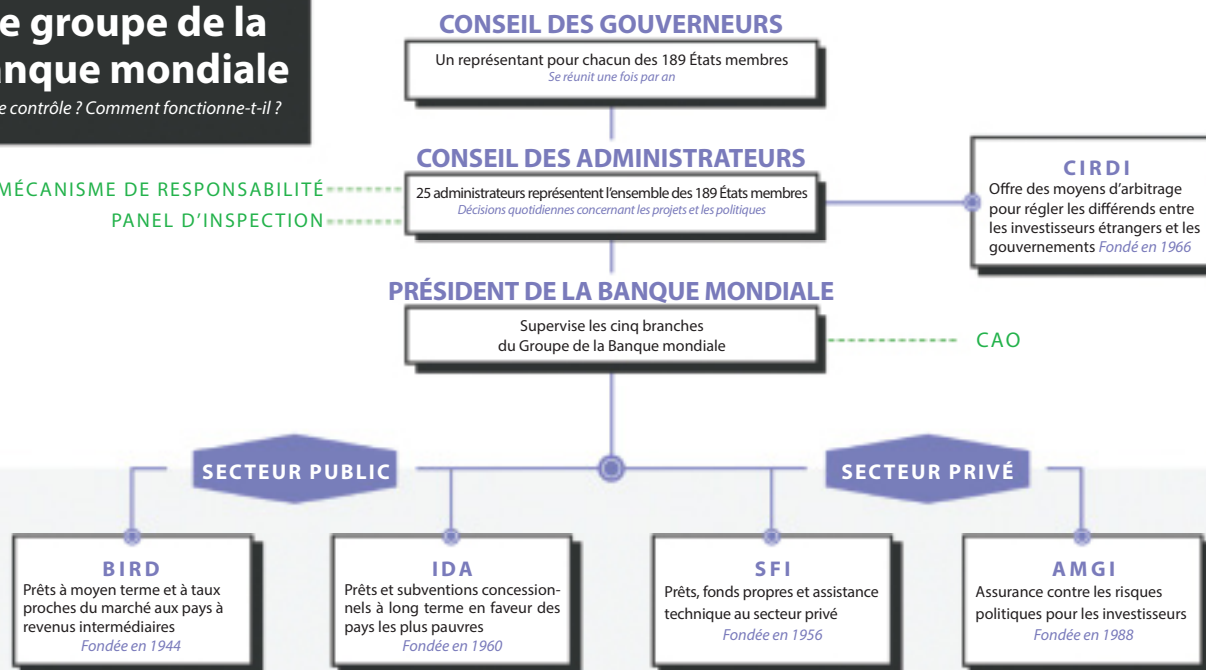 e groupe de la
anque mondiale
e contrôle ? Comment fonctionne-t-il ?
CONSEIL DES GOUVERNEURS
Un représentant pour chacun des 189 États membres
Se réunit une fois par an
CONSEIL DES ADMINISTRATEURS
25 administrateurs représentent l’ensemble des 189 États membres
Décisions quotidiennes concernant les projets et les politiques
MÉCANISME DE RESPONSABILITÉ
PANEL D’INSPECTION
CIRDI
Offre des moyens d’arbitrage
pour régler les différends entre
les investisseurs étrangers et les
gouvernements Fondé en 1966
PRÉSIDENT DE LA BANQUE MONDIALE
Supervise les cinq branches
du Groupe de la Banque mondiale
CAO
SECTEUR PUBLIC
SECTEUR PRIVÉ
BIRD
Prêts à moyen terme et à taux
proches du marché aux pays à
revenus intermédiaires
Fondée en 1944
IDA
Prêts et subventions concession-
nels à long terme en faveur des
pays les plus pauvres
Fondée en 1960
SFI
Prêts, fonds propres et assistance
technique au secteur privé
Fondée en 1956
AMGI
Assurance contre les risques
politiques pour les investisseurs
Fondée en 1988